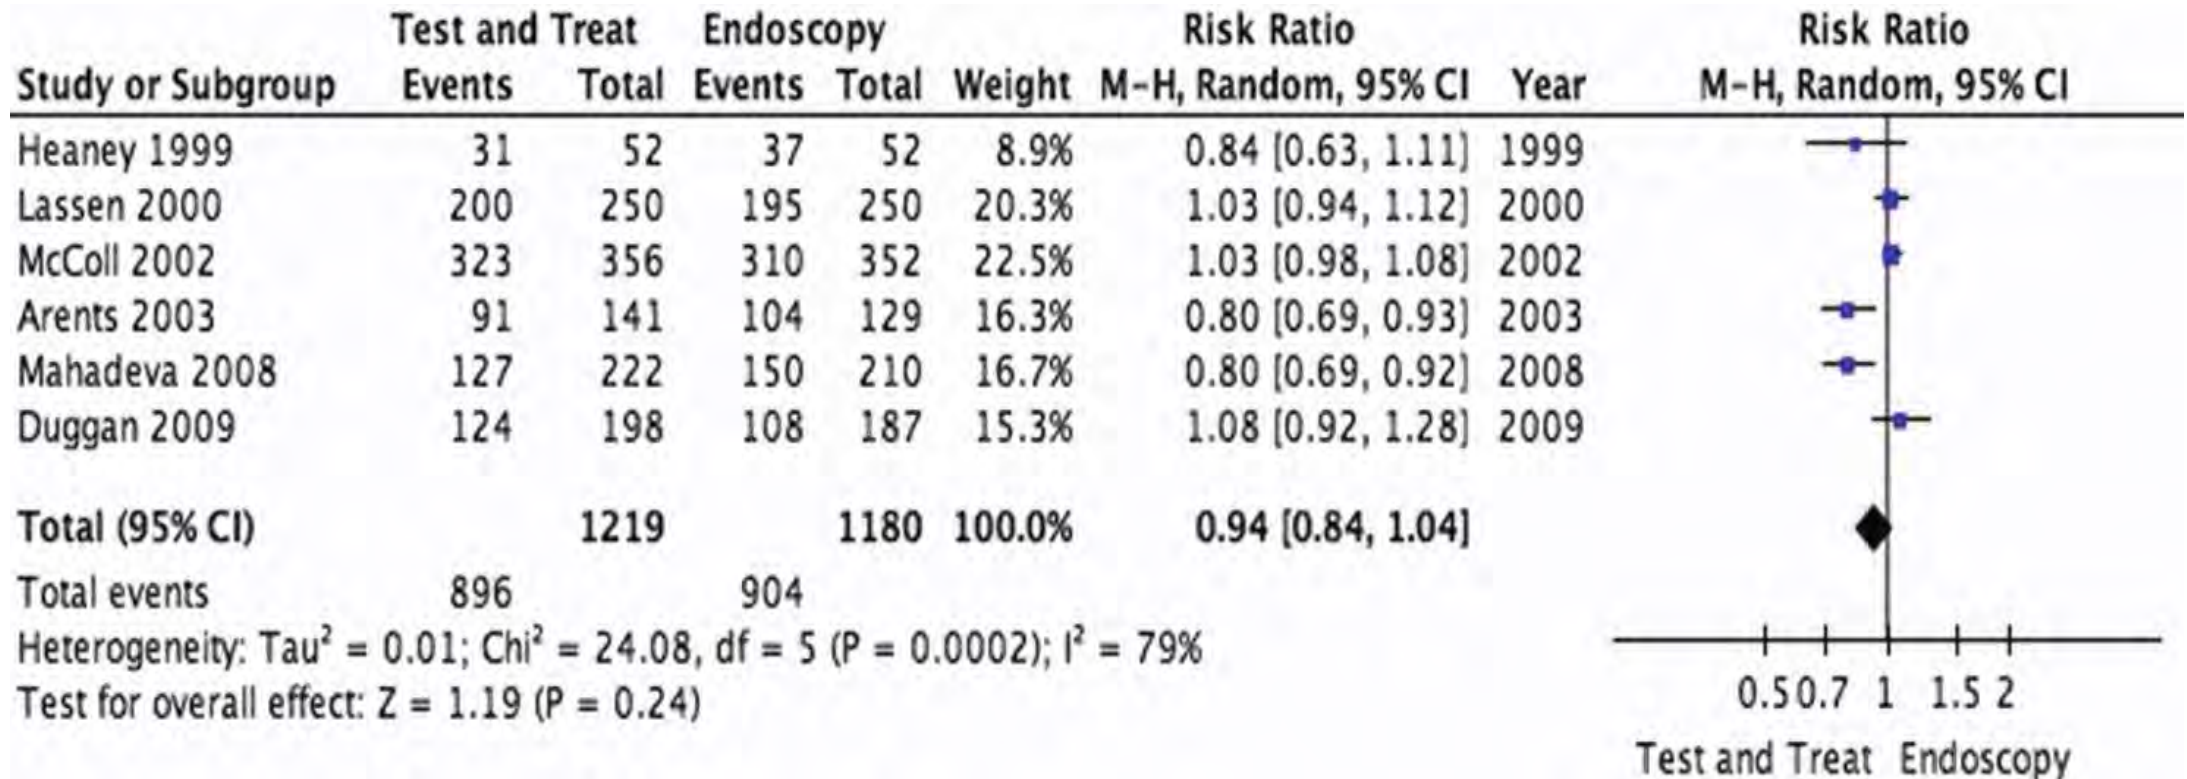 Test and Treat Endoscopy Risk Ratio Risk Ratio
Study or Subgroup Events Total Events Total Weight M-H, Random, 95% CI Year M-H, Random, 95% CI
Heaney 1999 31 52 37 52 8.9% 0.84 [0.63, 1.11] 1999
Lassen 2000 200 250 195 250 20.3% 1.03 [0.94, 1.12] 2000
McColl 2002 323 356 310 352 22.5% 1.03 [0.98, 1.08] 2002
Arents 2003 91 141 104 129 16.3% 0.80 [0.69, 0.93] 2003
Mahadeva 2008 127 222 150 210 16.7% 0.80 [0.69, 0.92] 2008
Duggan 2009 124 198 108 187 15.3% 1.08 [0.92, 1.28] 2009
Total (95% CI) 1219 1180 100.0% 0.94 [0.84, 1.04]
Total events 896 904
Heterogeneity: Tau² = 0.01; Chi² = 24.08, df = 5 (P = 0.0002); I² = 79%
Test for overall effect: Z = 1.19 (P = 0.24)
0.5 0.7 1 1.5 2
Test and Treat Endoscopy